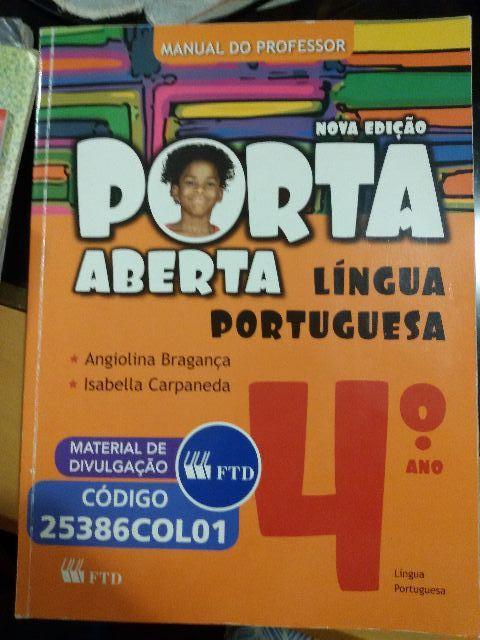 MANUAL DO PROFESSOR
NOVA EDIÇÃO
PORTA
ABERTA
LÍNGUA
PORTUGUESA
★ Angiolina Bragança
★ Isabella Carpaneda
4º
ANO
MATERIAL DE
DIVULGAÇÃO
FTD
CÓDIGO
25386COL01
FTD
Língua
Portuguesa